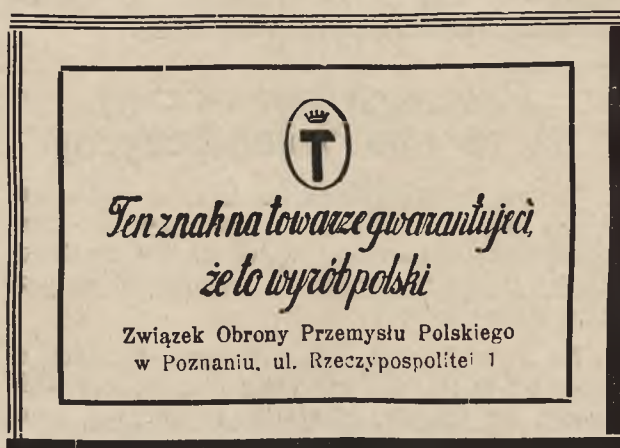 T
Ten znak na towarze gwarantuje ci,
że to wyrób polski
Związek Obrony Przemysłu Polskiego
w Poznaniu, ul. Rzeczypospolitej 1